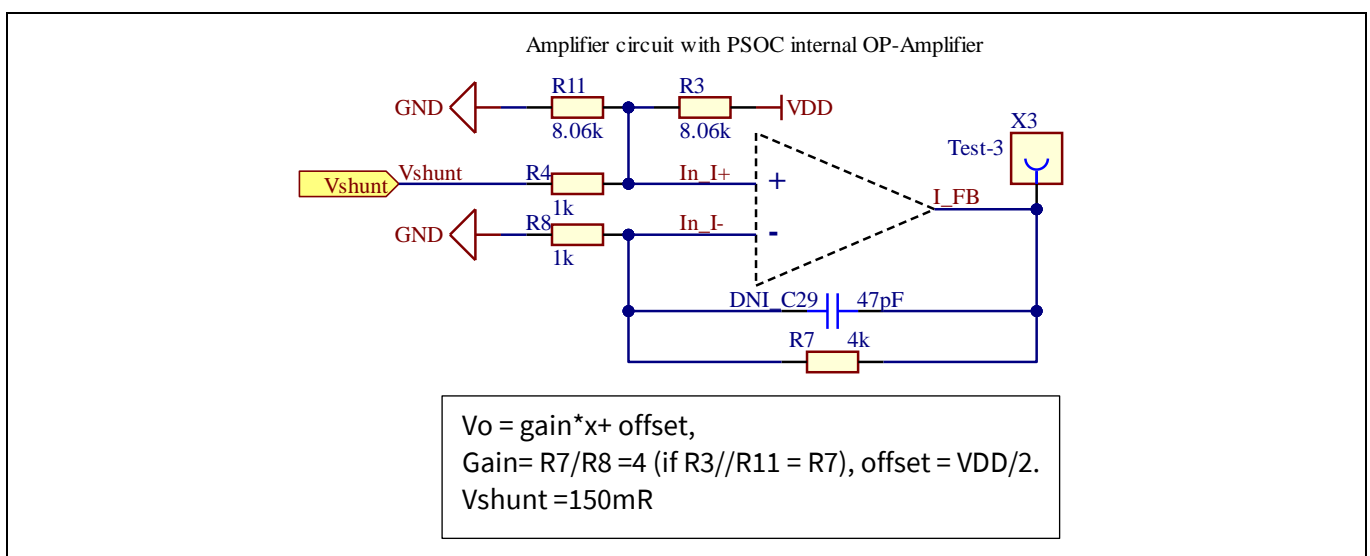 Amplifier circuit with PSOC internal OP-Amplifier
R11
R3
GND
VDD
8.06k
8.06k
X3
Test-3
Vshunt
Vshunt
R4
In_I+
+
1k
I_FB
R8
In_I-
-
GND
1k
DNI_C29
47pF
R7
4k
Vo = gain*x+ offset,
Gain= R7/R8 =4 (if R3//R11 = R7), offset = VDD/2.
Vshunt =150mR